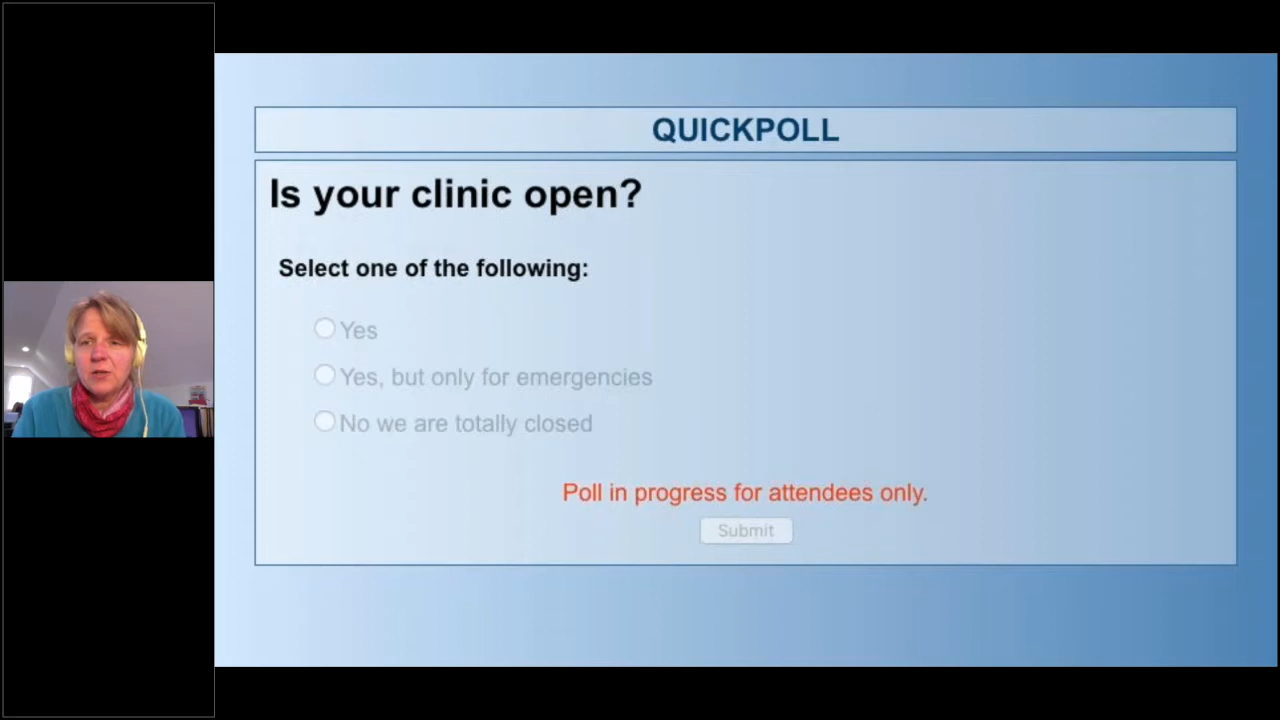 QUICKPOLL
Is your clinic open?
Select one of the following:
Yes
Yes, but only for emergencies
No we are totally closed
Poll in progress for attendees only.
Submit